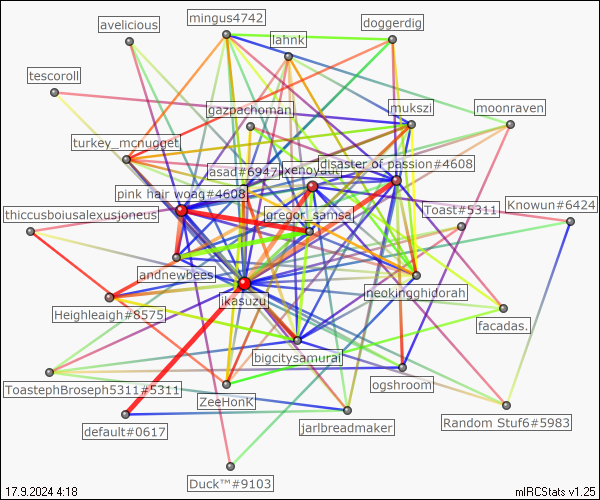 avelicious
mingus4742
doggerdig
lahnk
tescoroll
gazpachoman
mukszi
moonraven
turkey_mcnugget
asad#6947
xenoyaut
disaster of passion#4608
pink hair woag#4608
thiccusboiusalexusjoneus
gregor_samsa
Toast#5311
Knowun#6424
andnewbees
ikasuzu
neokingghidorah
Heighleaigh#8575
facadas.
bigcitysamurai
ToastephBroseph5311#5311
ZeeHonK
ogshroom
default#0617
jarlbreadmaker
Random Stuf6#5983
Duck™#9103
17.9.2024 4:18
mIRCStats v1.25